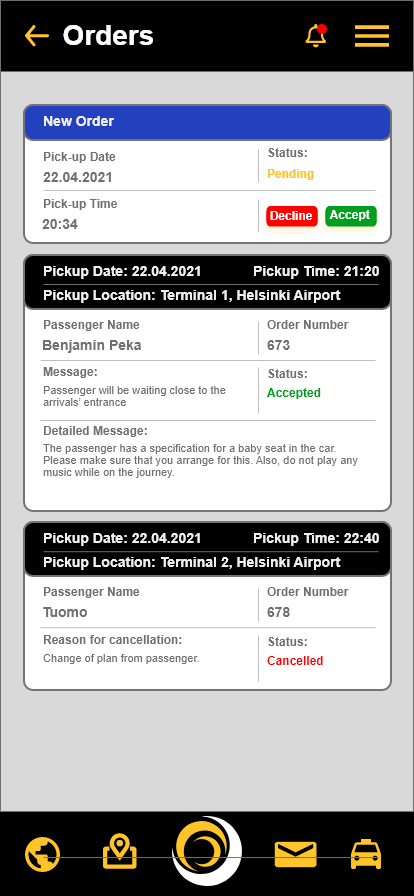 Orders
New Order
Pick-up Date
22.04.2021
Status:
Pending
Pick-up Time
20:34
Decline
Accept
Pickup Date: 22.04.2021 Pickup Time: 21:20
Pickup Location: Terminal 1, Helsinki Airport
Passenger Name
Benjamin Peka
Order Number
673
Message:
Passenger will be waiting close to the
arrivals' entrance
Status:
Accepted
Detailed Message:
The passenger has a specification for a baby seat in the car.
Please make sure that you arrange for this. Also, do not play any
music while on the journey.
Pickup Date: 22.04.2021 Pickup Time: 22:40
Pickup Location: Terminal 2, Helsinki Airport
Passenger Name
Tuomo
Order Number
678
Reason for cancellation:
Change of plan from passenger.
Status:
Cancelled